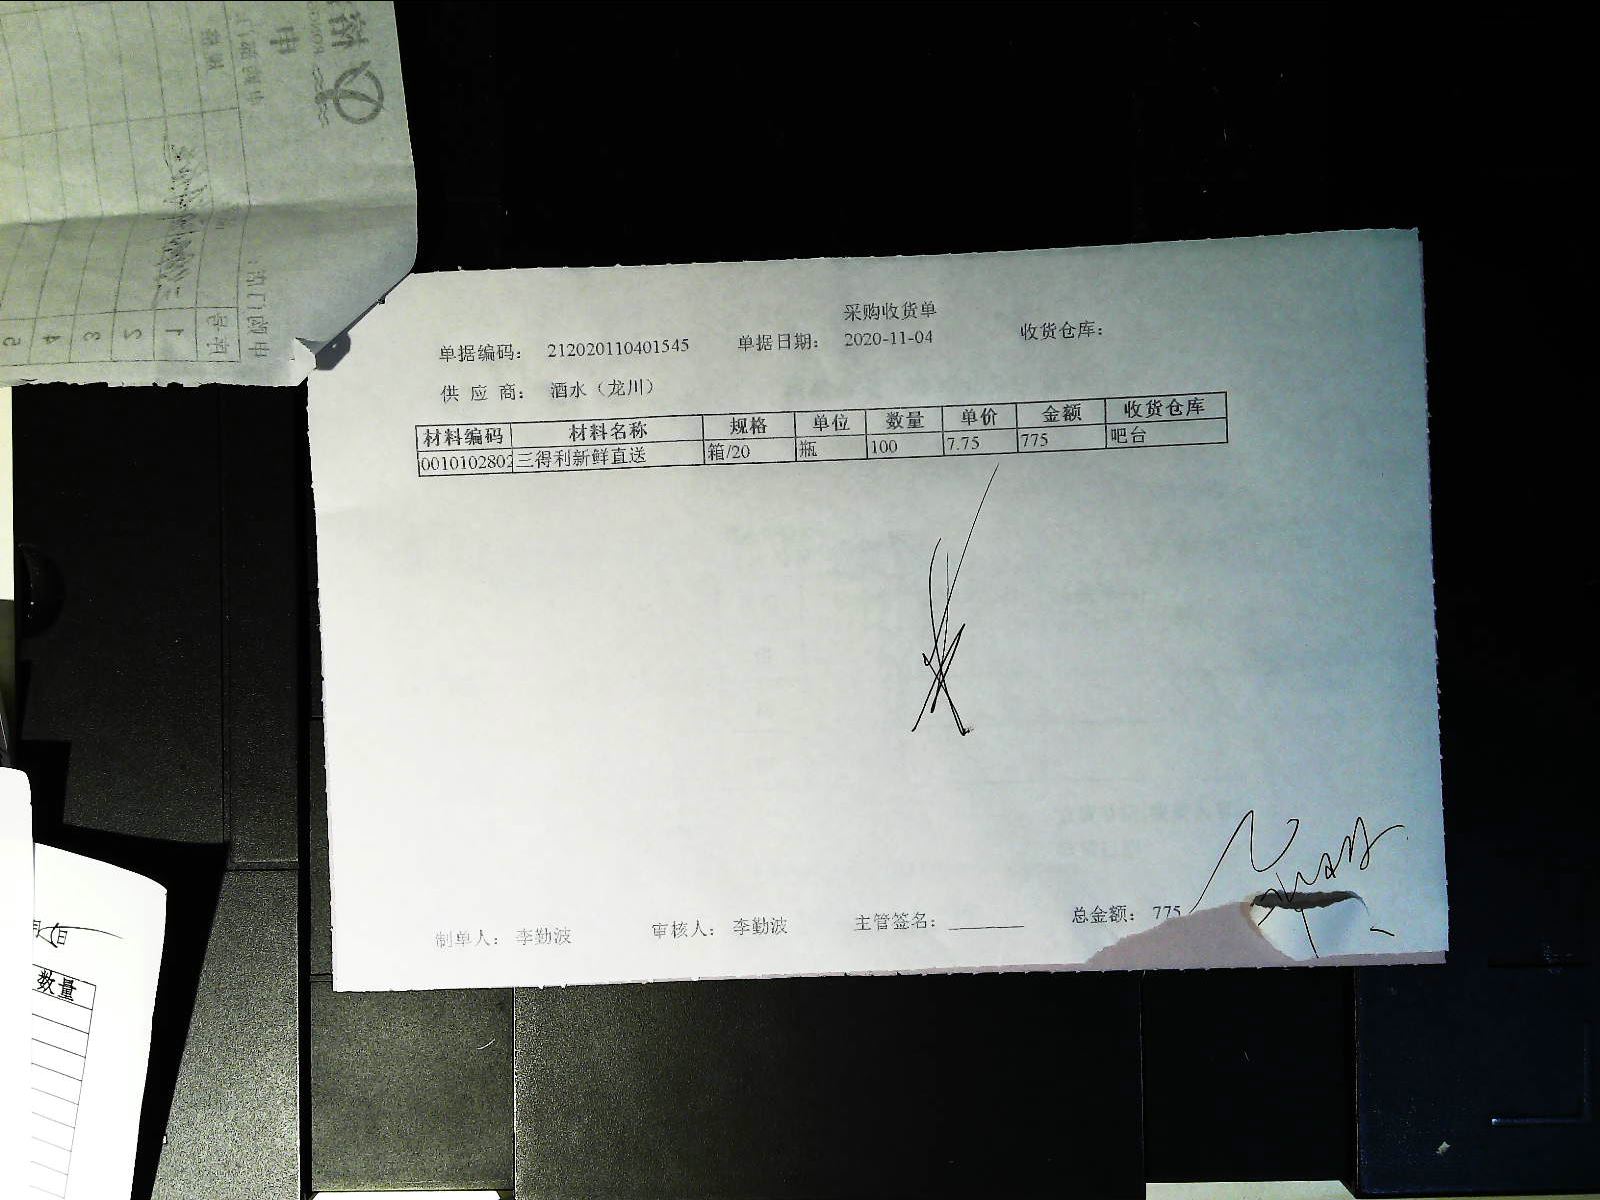 采购收货单
单据编码： 212020110401545 单据日期： 2020-11-04 收货仓库：
供 应 商： 酒水（龙川）
材料编码 材料名称 规格 单位 数量 单价 金额 收货仓库
0010102802 三得利新鲜直送 箱/20 瓶 100 7.75 775 吧台
制单人： 李勤波 审核人： 李勤波 主管签名： 总金额： 775
月 日
数量